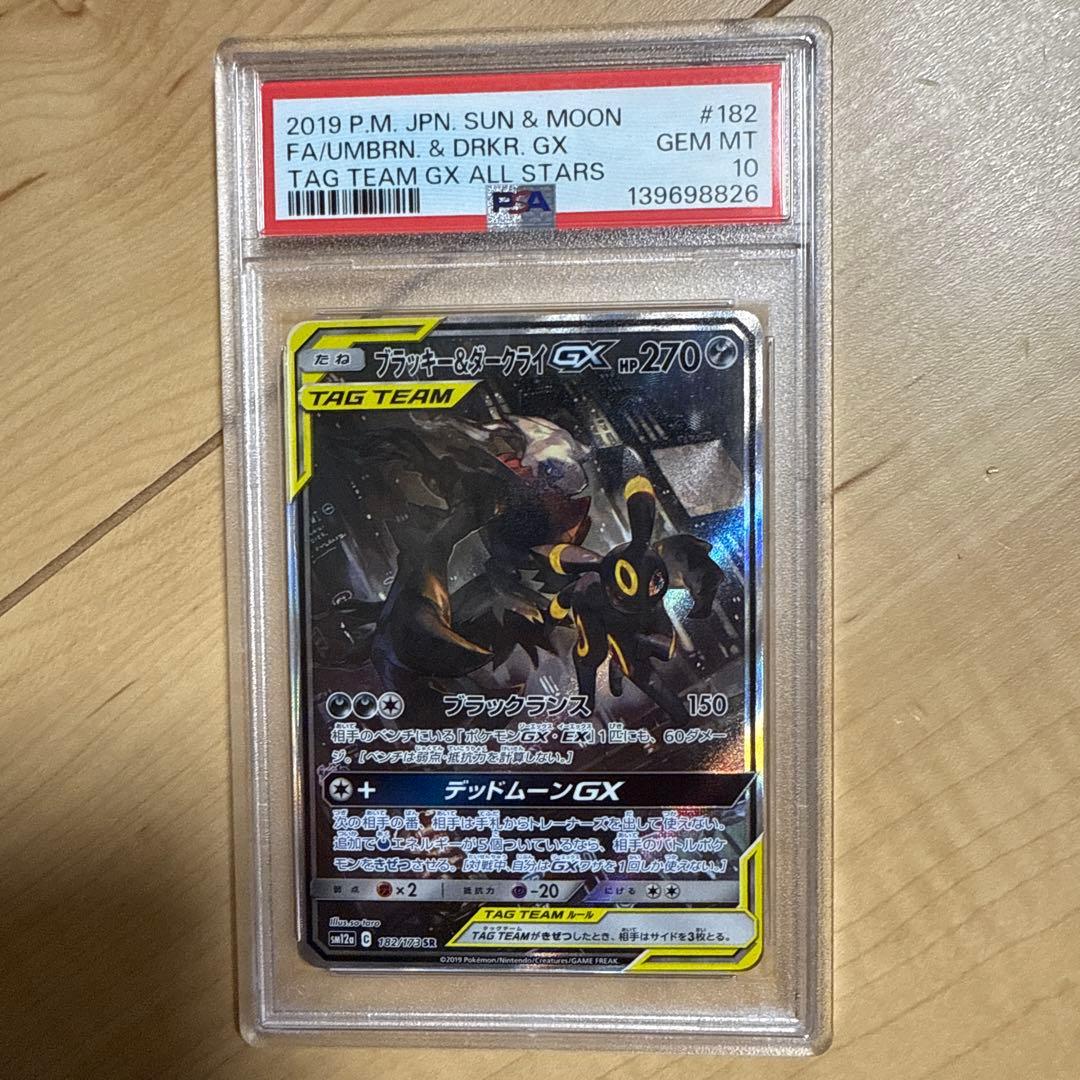 2019 P.M. JPN. SUN & MOON #182
FA/UMBRN. & DRKR. GX GEM MT
TAG TEAM GX ALL STARS 10
PSA 139698826
たね ブラッキー&ダークライGX HP270
TAG TEAM
ブラックランス 150
相手のベンチにいる「ポケモンGX・EX」1匹にも、60ダメー
ジ。[ベンチは弱点・抵抗力を計算しない。]
+ デッドムーンGX
次の相手の番、相手は手札からトレーナーズを出して使えない。
追加でエネルギーが5個ついているなら、相手のバトルポケ
モンをきぜつさせる。[対戦中、自分はGXワザを1回しか使えない。]
弱点 ×2 抵抗力 -20 にげる
Illus.so-taro
TAG TEAM ルール
sm12a C 182/173 SR
TAG TEAMがきぜつしたとき、相手はサイドを3枚とる。
©2019 Pokémon/Nintendo/Creatures/GAME FREAK.